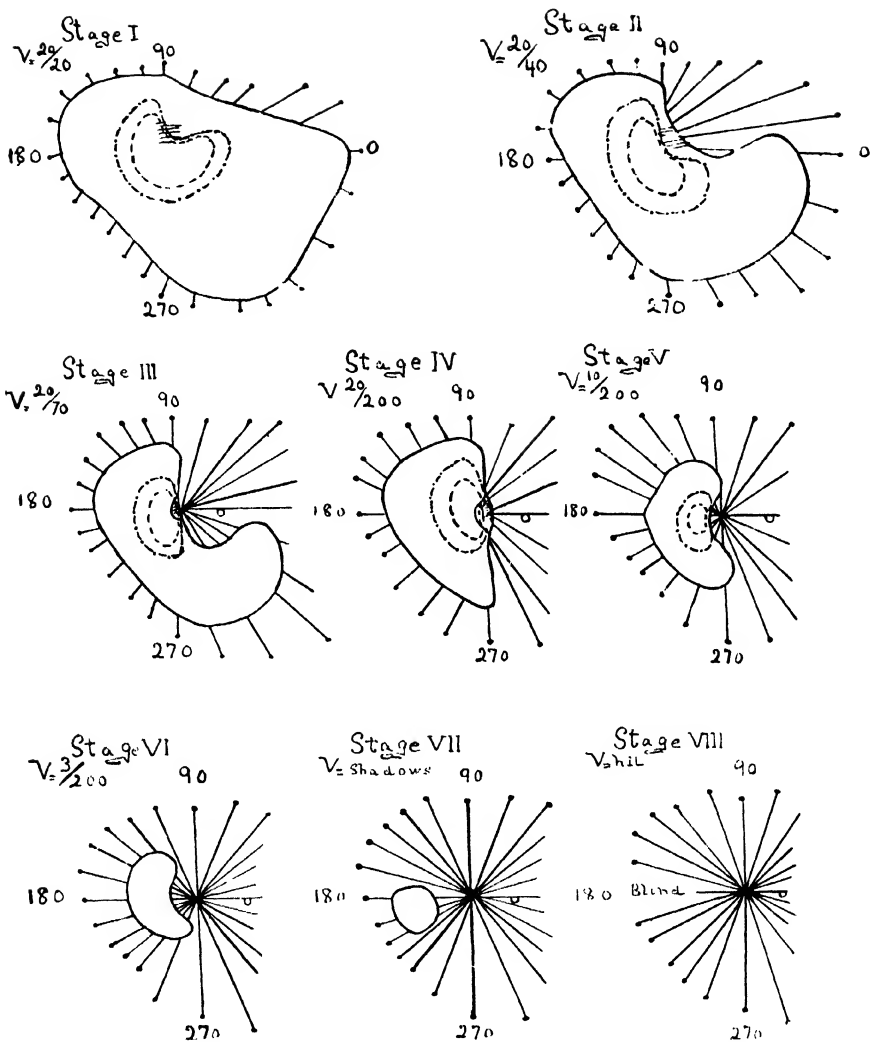 Stage I
V=20/20
90
180
0
270
Stage II
V=20/40
90
180
0
270
Stage III
V=20/70
90
180
0
270
Stage IV
V 20/200
90
180
0
270
Stage V
V=10/200
90
180
0
270
Stage VI
V=3/200
90
180
0
270
Stage VII
V=Shadows
90
180
0
270
Stage VIII
V=nil
90
180 Blind
0
270